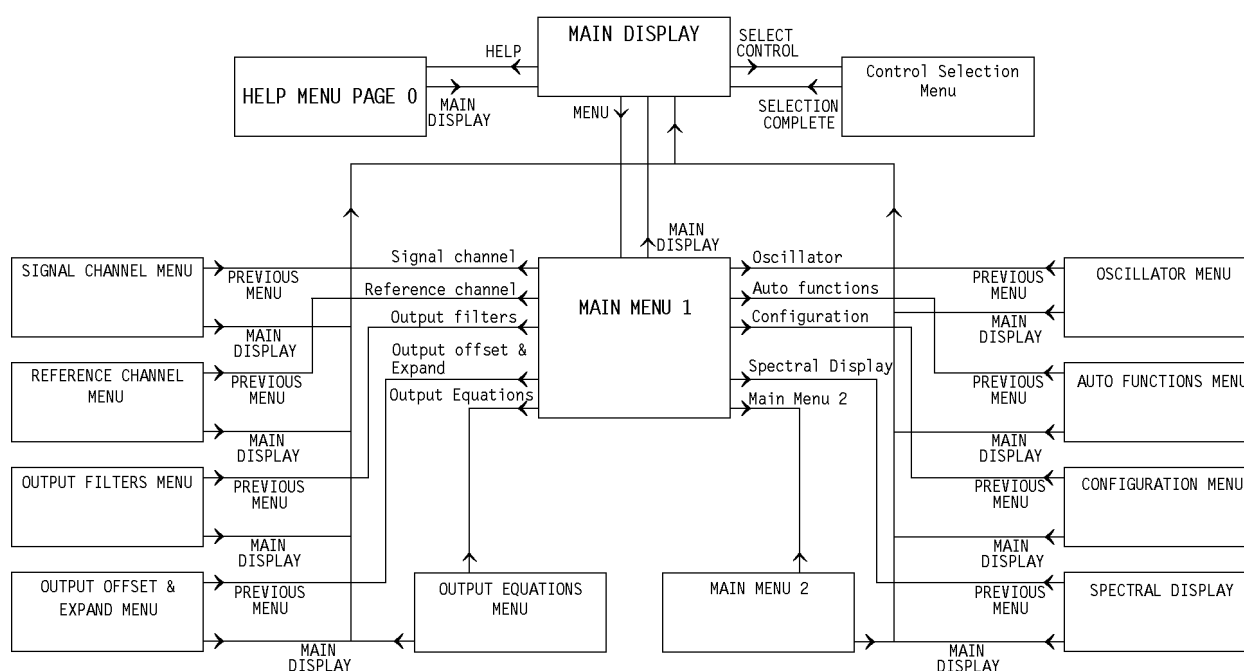 MAIN DISPLAY
HELP
SELECT
CONTROL
HELP MENU PAGE 0
MAIN
DISPLAY
MENU
SELECTION
COMPLETE
Control Selection
Menu
MAIN
DISPLAY
SIGNAL CHANNEL MENU
PREVIOUS
MENU
MAIN
DISPLAY
REFERENCE CHANNEL
MENU
PREVIOUS
MENU
MAIN
DISPLAY
OUTPUT FILTERS MENU
PREVIOUS
MENU
MAIN
DISPLAY
OUTPUT OFFSET &
EXPAND MENU
PREVIOUS
MENU
MAIN
DISPLAY
Signal channel
Reference channel
Output filters
Output offset &
Expand
Output Equations
MAIN MENU 1
Oscillator
Auto functions
Configuration
Spectral Display
Main Menu 2
OUTPUT EQUATIONS
MENU
MAIN MENU 2
PREVIOUS
MENU
OSCILLATOR MENU
MAIN
DISPLAY
PREVIOUS
MENU
AUTO FUNCTIONS MENU
MAIN
DISPLAY
PREVIOUS
MENU
CONFIGURATION MENU
MAIN
DISPLAY
PREVIOUS
MENU
SPECTRAL DISPLAY
MAIN
DISPLAY